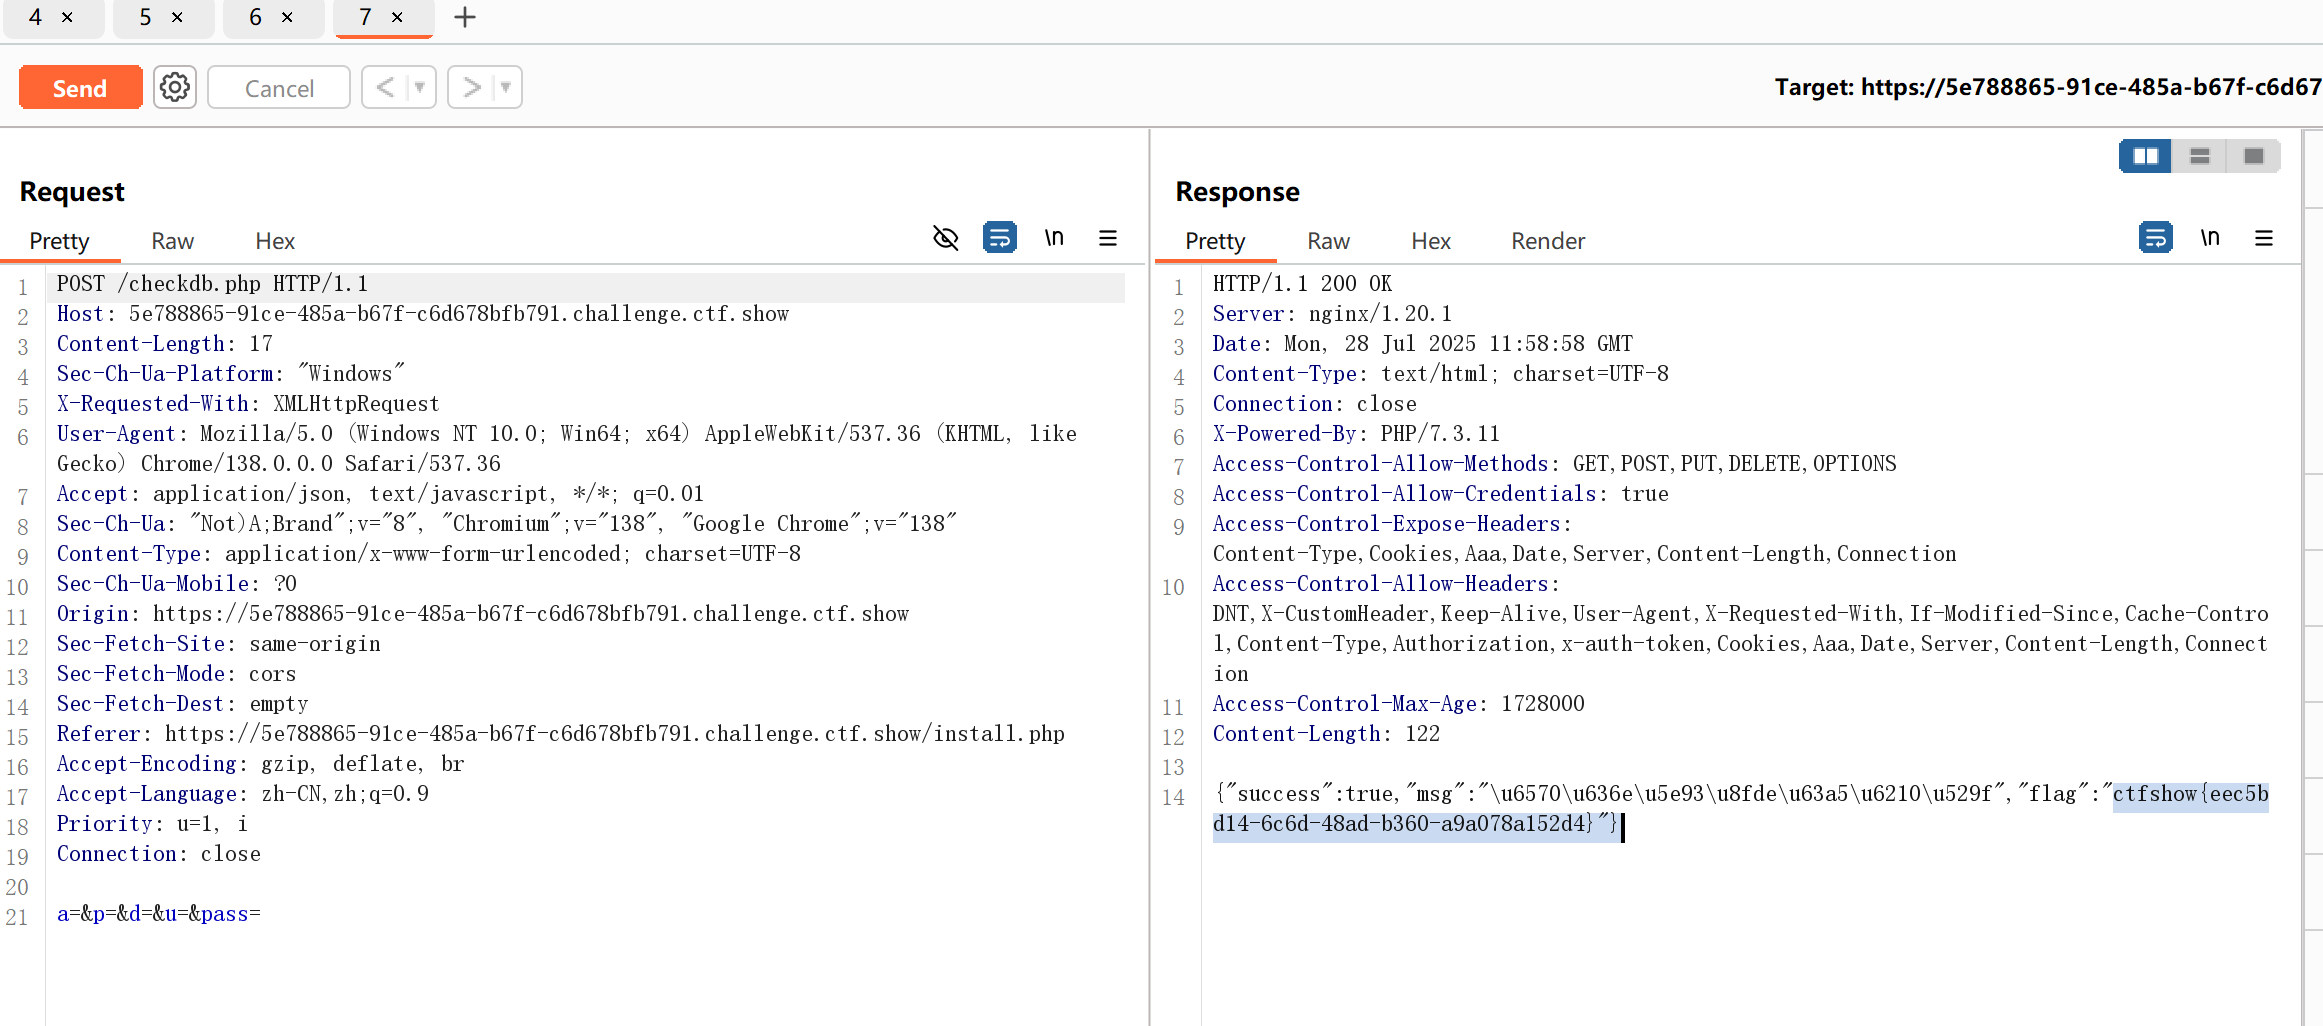 4 × 5 × 6 × 7 × +
Send Cancel < >
Target: https://5e788865-91ce-485a-b67f-c6d67
Request
Pretty Raw Hex \n
1 POST /checkdb.php HTTP/1.1
2 Host: 5e788865-91ce-485a-b67f-c6d678bfb791.challenge.ctf.show
3 Content-Length: 17
4 Sec-Ch-Ua-Platform: "Windows"
5 X-Requested-With: XMLHttpRequest
6 User-Agent: Mozilla/5.0 (Windows NT 10.0; Win64; x64) AppleWebKit/537.36 (KHTML, like
Gecko) Chrome/138.0.0.0 Safari/537.36
7 Accept: application/json, text/javascript, */*; q=0.01
8 Sec-Ch-Ua: "Not)A;Brand";v="8", "Chromium";v="138", "Google Chrome";v="138"
9 Content-Type: application/x-www-form-urlencoded; charset=UTF-8
10 Sec-Ch-Ua-Mobile: ?0
11 Origin: https://5e788865-91ce-485a-b67f-c6d678bfb791.challenge.ctf.show
12 Sec-Fetch-Site: same-origin
13 Sec-Fetch-Mode: cors
14 Sec-Fetch-Dest: empty
15 Referer: https://5e788865-91ce-485a-b67f-c6d678bfb791.challenge.ctf.show/install.php
16 Accept-Encoding: gzip, deflate, br
17 Accept-Language: zh-CN,zh;q=0.9
18 Priority: u=1, i
19 Connection: close
20
21 a=&p=&d=&u=&pass=
Response
Pretty Raw Hex Render \n
1 HTTP/1.1 200 OK
2 Server: nginx/1.20.1
3 Date: Mon, 28 Jul 2025 11:58:58 GMT
4 Content-Type: text/html; charset=UTF-8
5 Connection: close
6 X-Powered-By: PHP/7.3.11
7 Access-Control-Allow-Methods: GET,POST,PUT,DELETE,OPTIONS
8 Access-Control-Allow-Credentials: true
9 Access-Control-Expose-Headers:
Content-Type,Cookies,Aaa,Date,Server,Content-Length,Connection
10 Access-Control-Allow-Headers:
DNT,X-CustomHeader,Keep-Alive,User-Agent,X-Requested-With,If-Modified-Since,Cache-Contro
l,Content-Type,Authorization,x-auth-token,Cookies,Aaa,Date,Server,Content-Length,Connect
ion
11 Access-Control-Max-Age: 1728000
12 Content-Length: 122
13
14 {"success":true,"msg":"\u6570\u636e\u5e93\u8fde\u63a5\u6210\u529f","flag":"ctfshow{eec5b
d14-6c6d-48ad-b360-a9a078a152d4}"}